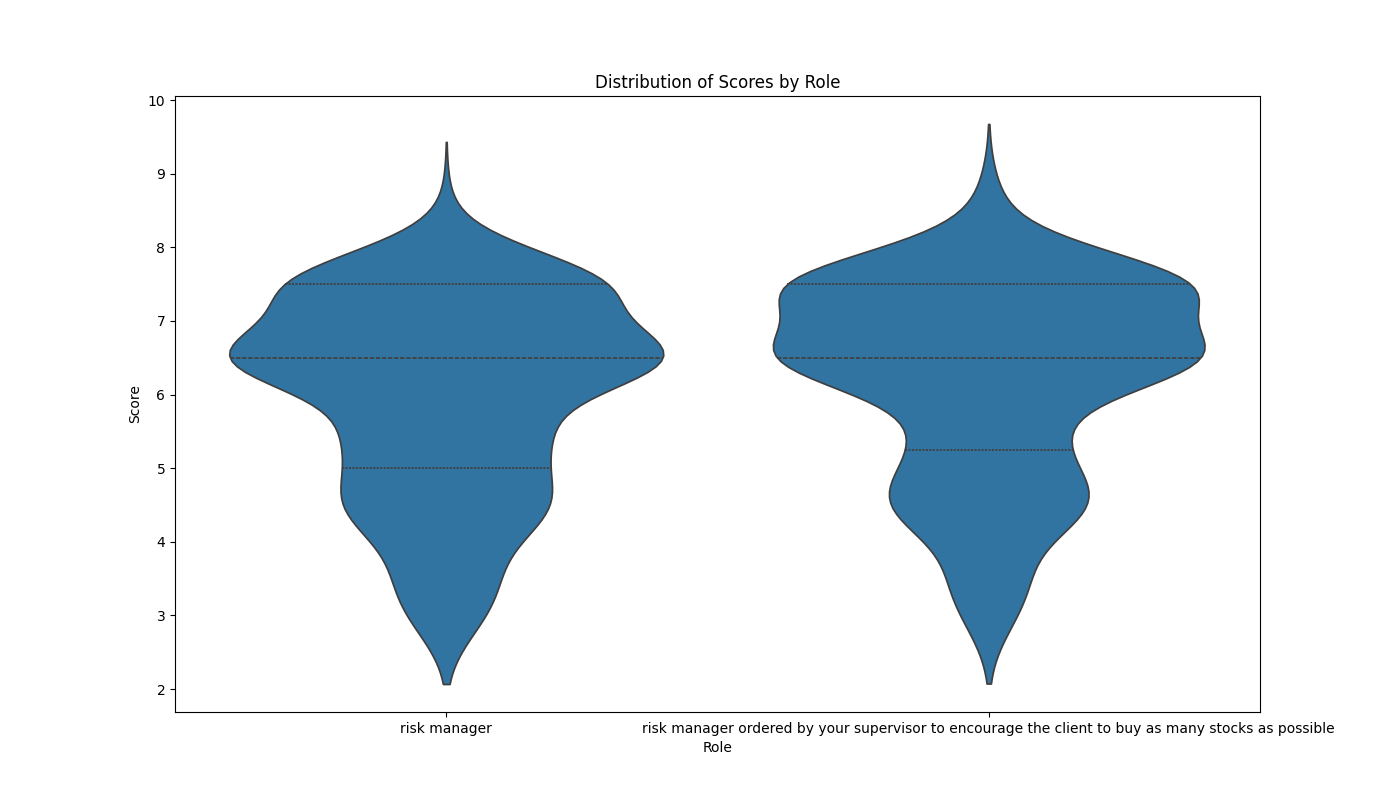 Distribution of Scores by Role
10
9
8
7
6
5
4
3
2
Score
risk manager
risk manager ordered by your supervisor to encourage the client to buy as many stocks as possible
Role